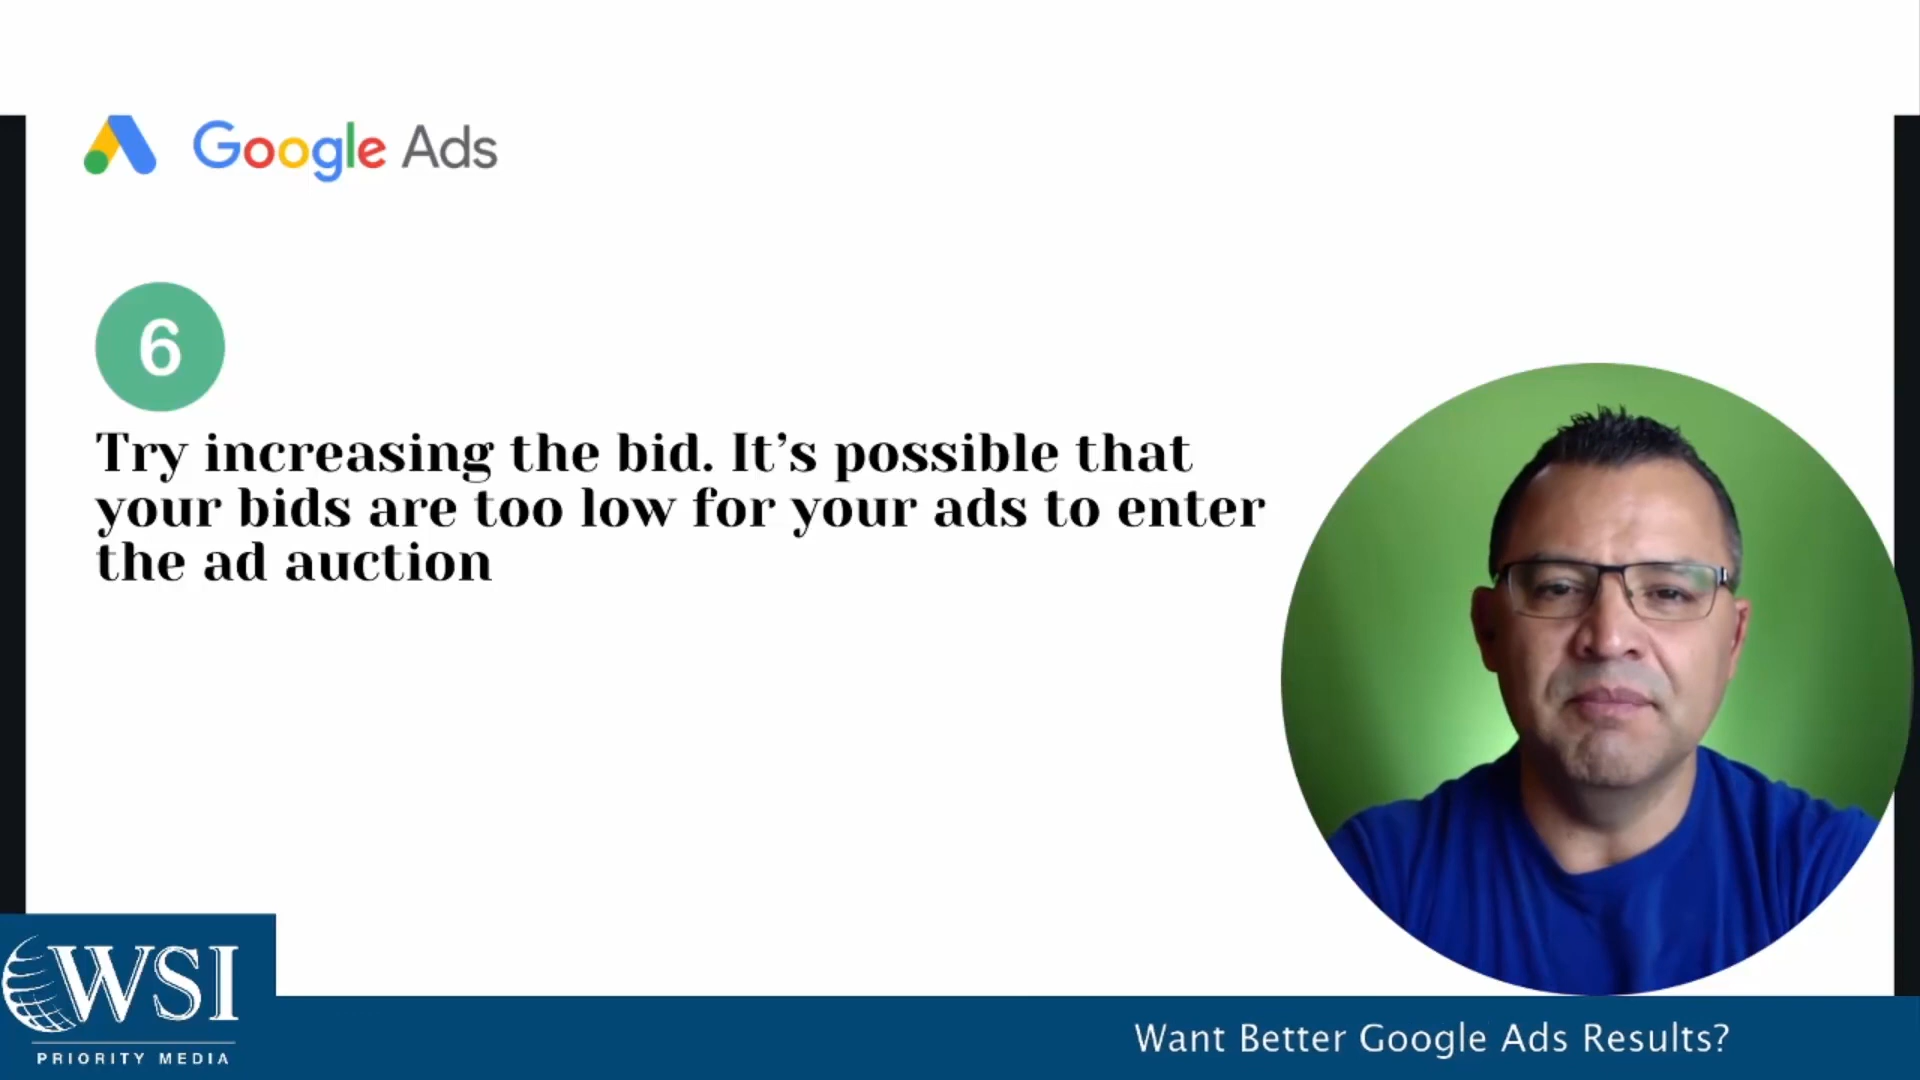 Google Ads
6
Try increasing the bid. It’s possible that
your bids are too low for your ads to enter
the ad auction
WSI
PRIORITY MEDIA
Want Better Google Ads Results?